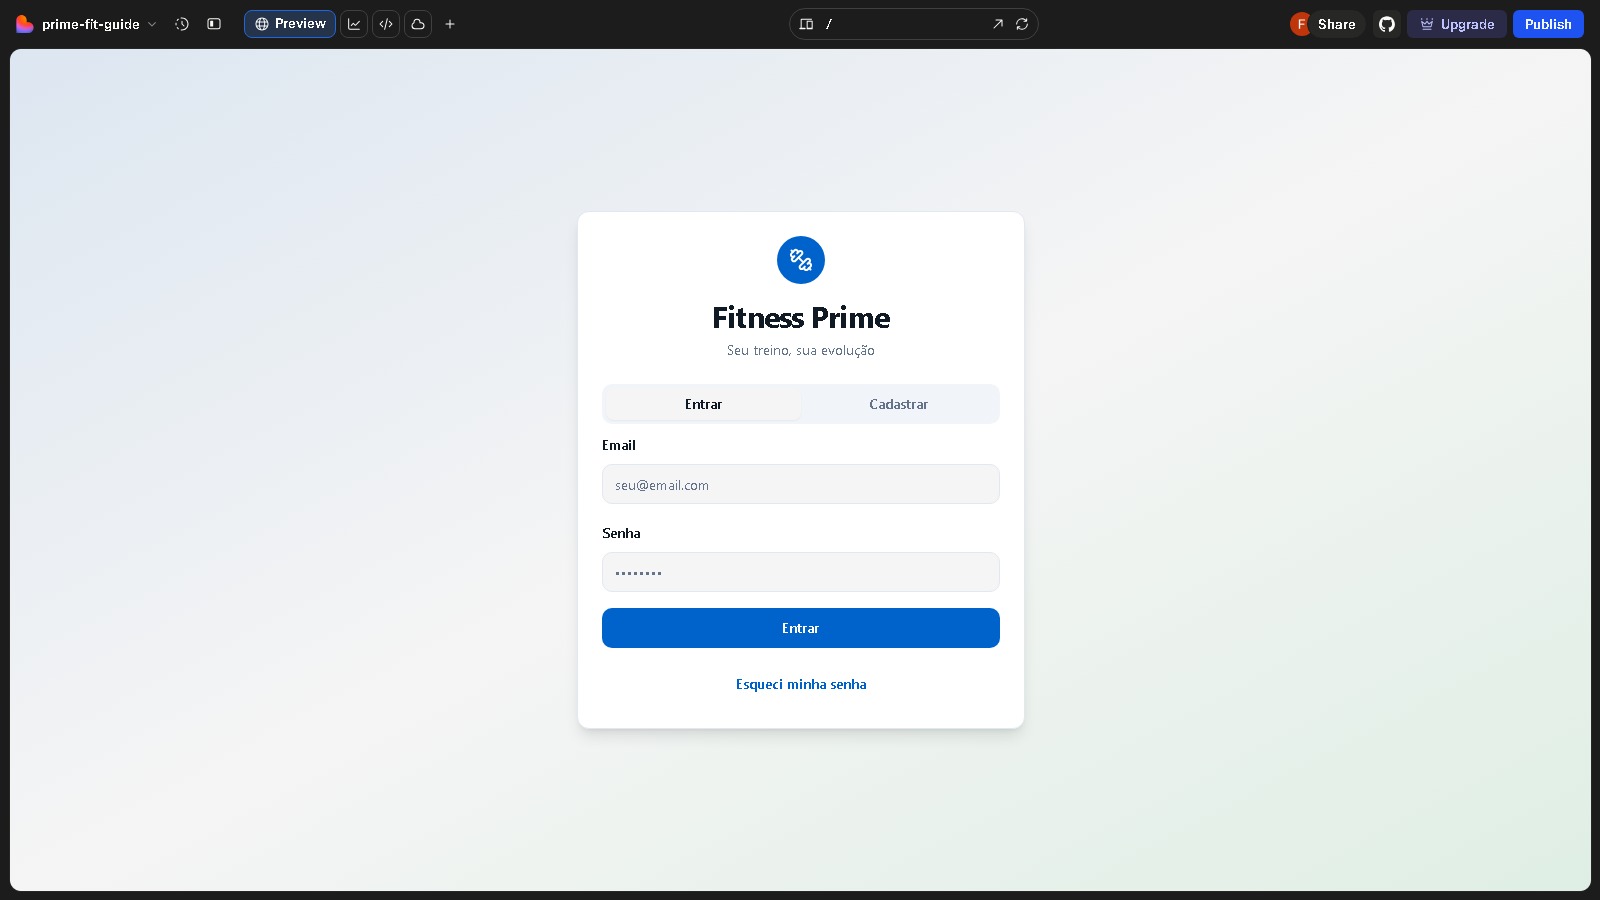 prime-fit-guide
Preview
/
F
Share
Upgrade
Publish
Fitness Prime
Seu treino, sua evolução
Entrar
Cadastrar
Email
seu@email.com
Senha
••••••••
Entrar
Esqueci minha senha